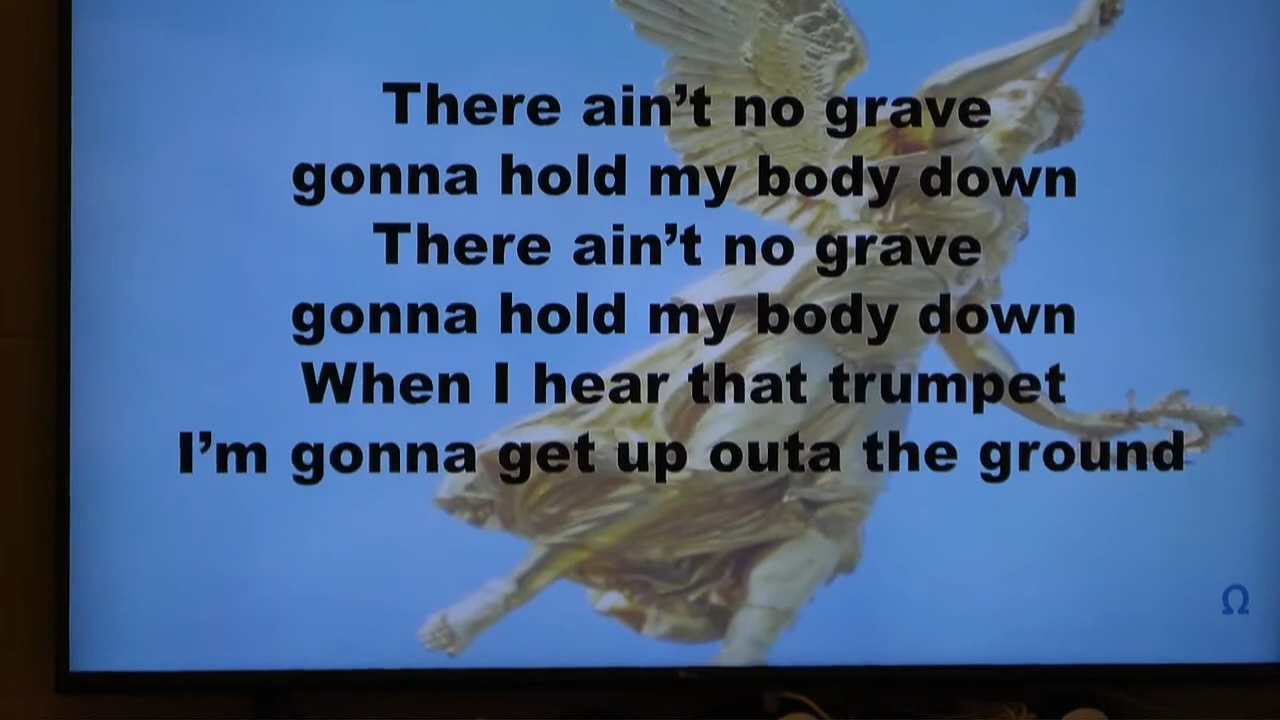 There ain’t no grave
gonna hold my body down
There ain’t no grave
gonna hold my body down
When I hear that trumpet
I’m gonna get up outa the ground
Ω